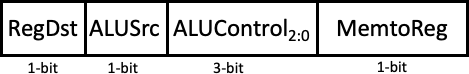 RegDst ALUSrc ALUControl2:0 MemtoReg
1-bit 1-bit 3-bit 1-bit